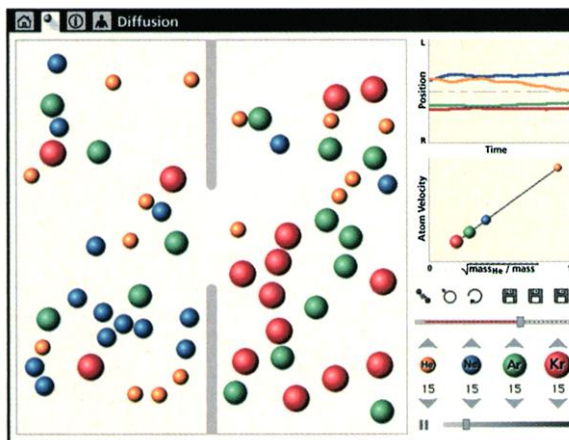 Diffusion
L
Position
R
Time
Atom Velocity
0
√massHe / mass
He Ne Ar Kr
15 15 15 15